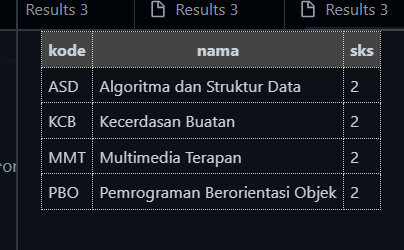 Results 3 Results 3 Results 3
kode nama sks
ASD Algoritma dan Struktur Data 2
KCB Kecerdasan Buatan 2
MMT Multimedia Terapan 2
PBO Pemrograman Berorientasi Objek 2